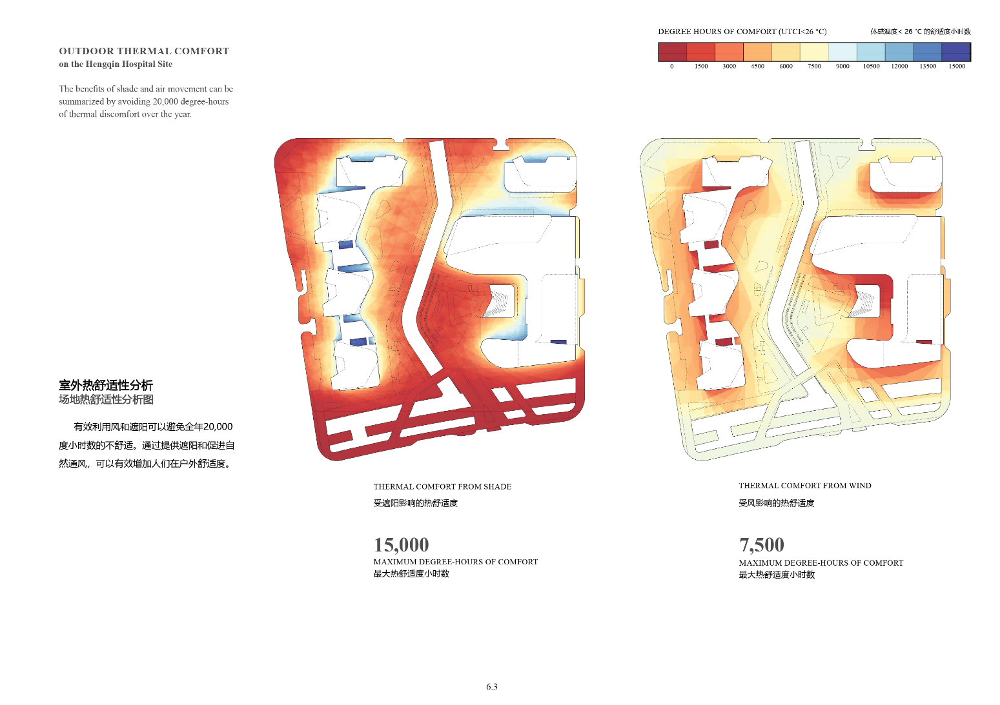 DEGREE HOURS OF COMFORT (UTCI<26 °C)
体感温度< 26 °C 的舒适度小时数
0 1500 3000 4500 6000 7500 9000 10500 12000 13500 15000
OUTDOOR THERMAL COMFORT
on the Hengqin Hospital Site
The benefits of shade and air movement can be
summarized by avoiding 20,000 degree-hours
of thermal discomfort over the year.
室外热舒适性分析
场地热舒适性分析图
有效利用风和遮阳可以避免全年20,000
度小时数的不舒适。通过提供遮阳和促进自
然通风，可以有效增加人们在户外舒适度。
THERMAL COMFORT FROM SHADE
受遮阳影响的热舒适度
15,000
MAXIMUM DEGREE-HOURS OF COMFORT
最大热舒适度小时数
THERMAL COMFORT FROM WIND
受风影响的热舒适度
7,500
MAXIMUM DEGREE-HOURS OF COMFORT
最大热舒适度小时数
6.3